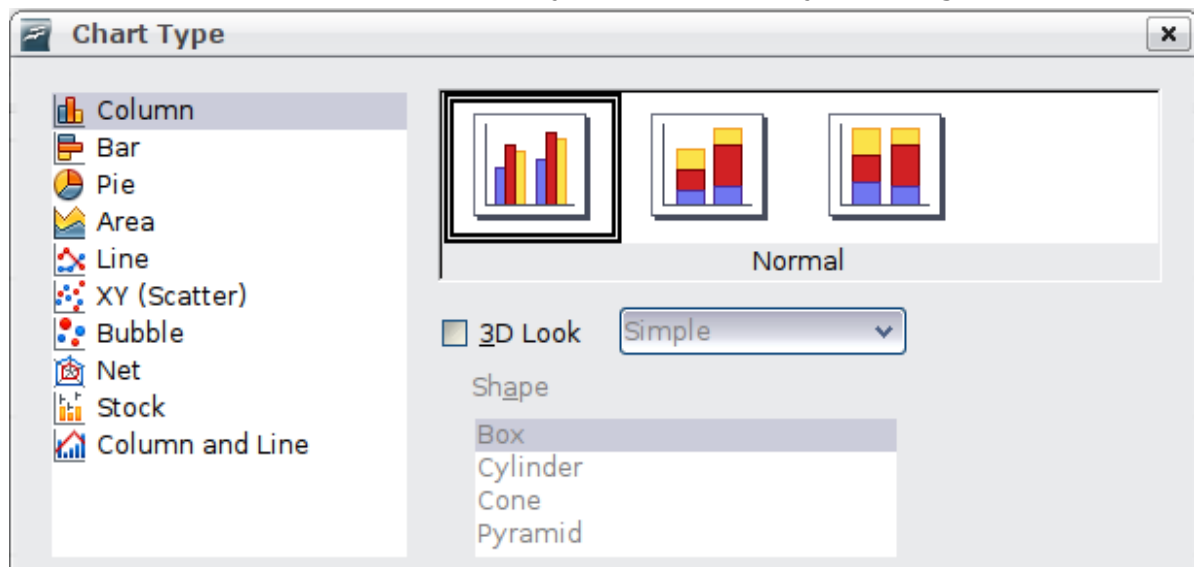 Chart Type
Column
Bar
Pie
Area
Line
XY (Scatter)
Bubble
Net
Stock
Column and Line
Normal
3D Look
Simple
Shape
Box
Cylinder
Cone
Pyramid